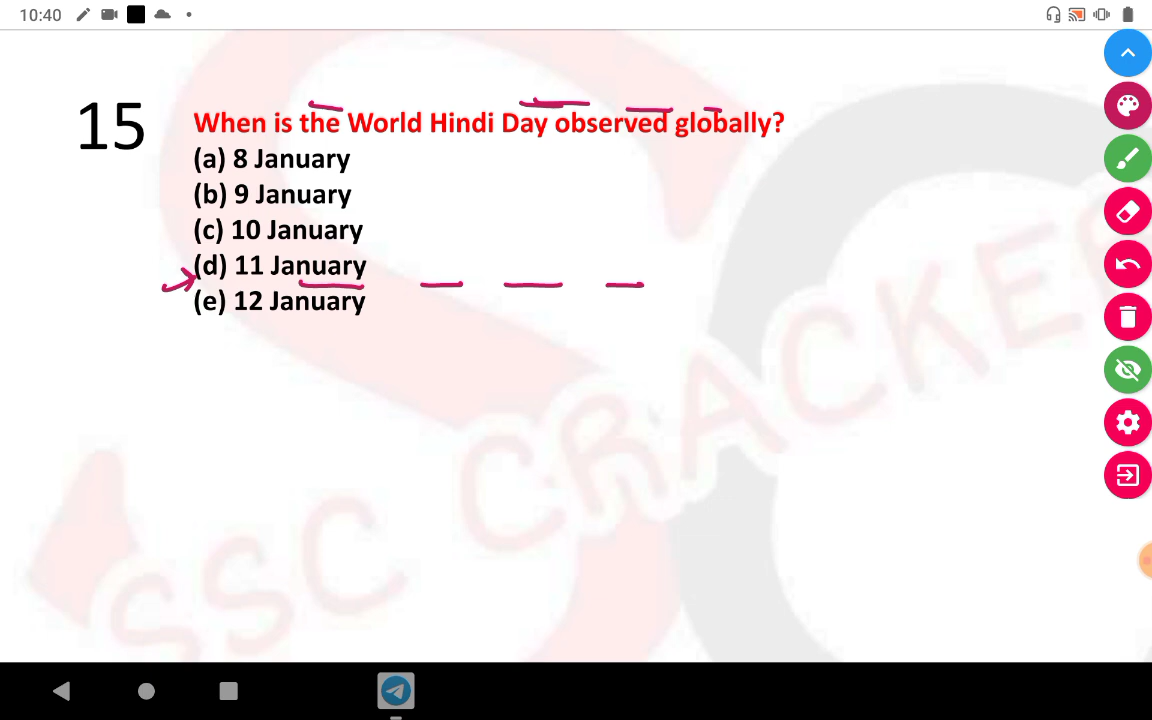 10:40
15
When is the World Hindi Day observed globally?
(a) 8 January
(b) 9 January
(c) 10 January
(d) 11 January
(e) 12 January
SSC CRACKE